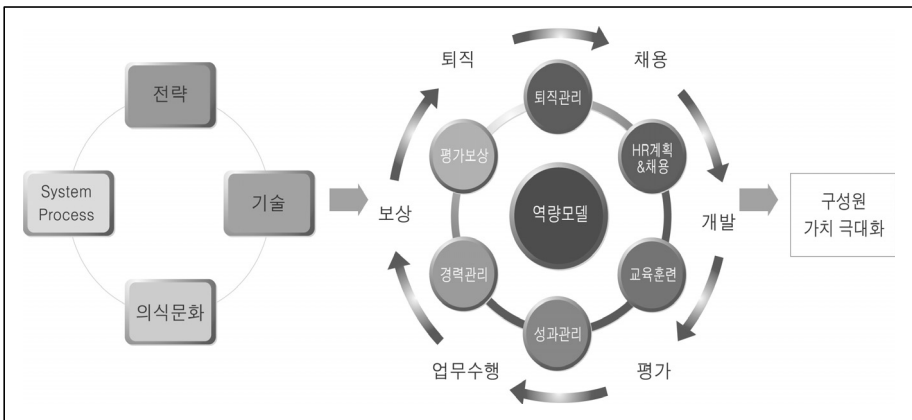 전략
System
Process
기술
의식문화
퇴직
채용
개발
평가
업무수행
보상
퇴직관리
HR계획
&채용
교육훈련
성과관리
경력관리
평가보상
역량모델
구성원
가치 극대화